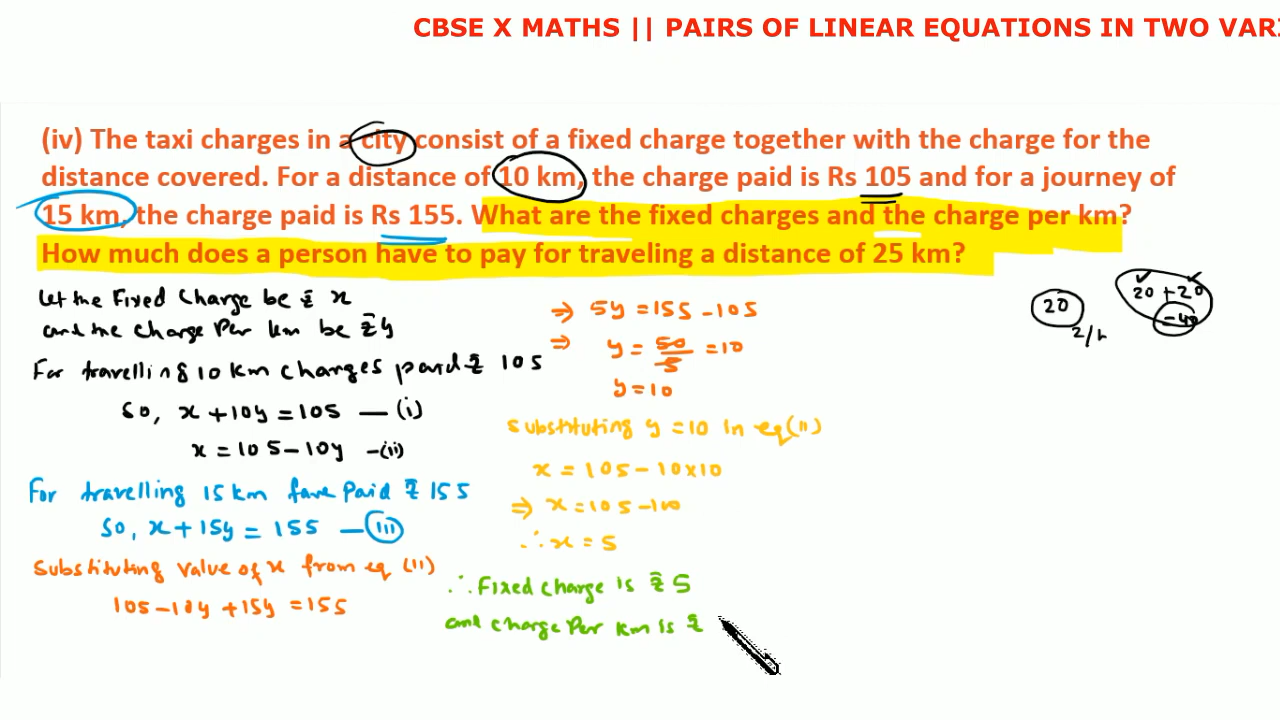 CBSE X MATHS || PAIRS OF LINEAR EQUATIONS IN TWO VARI
(iv) The taxi charges in a city consist of a fixed charge together with the charge for the
distance covered. For a distance of 10 km, the charge paid is Rs 105 and for a journey of
15 km, the charge paid is Rs 155. What are the fixed charges and the charge per km?
How much does a person have to pay for traveling a distance of 25 km?
Let the Fixed Charge be ₹ x
and the charge Per km be ₹ y
For travelling 10 km charges paid ₹ 105
So, x + 10y = 105 — (i)
x = 105 - 10y - (ii)
For travelling 15 km fare Paid ₹ 155
So, x + 15y = 155 — (iii)
Substituting value of x from eq (ii)
105 - 10y + 15y = 155
⇒ 5y = 155 - 105
⇒ y = 50/5 = 10
y = 10
Substituting y = 10 in eq (ii)
x = 105 - 10 × 10
⇒ x = 105 - 100
∴ x = 5
∴ Fixed charge is ₹ 5
and charge Per km is ₹
20
20 + 20